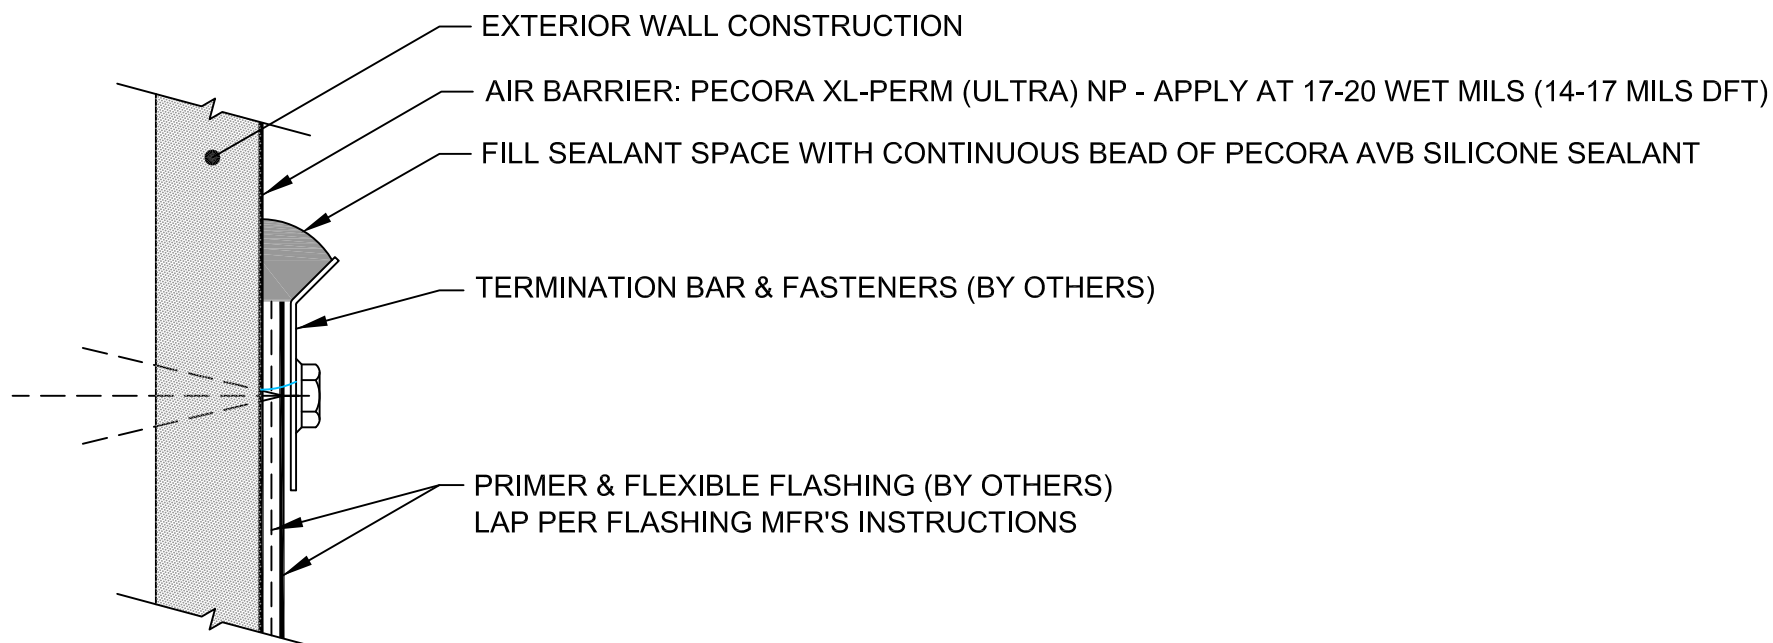 EXTERIOR WALL CONSTRUCTION
AIR BARRIER: PECORA XL-PERM (ULTRA) NP - APPLY AT 17-20 WET MILS (14-17 MILS DFT)
FILL SEALANT SPACE WITH CONTINUOUS BEAD OF PECORA AVB SILICONE SEALANT
TERMINATION BAR & FASTENERS (BY OTHERS)
PRIMER & FLEXIBLE FLASHING (BY OTHERS)
LAP PER FLASHING MFR'S INSTRUCTIONS